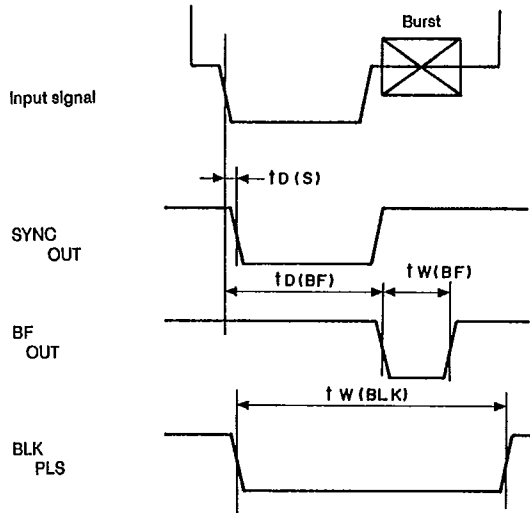 Burst
Input signal
tD(S)
SYNC
OUT
tD(BF)
tW(BF)
BF
OUT
tW(BLK)
BLK
PLS